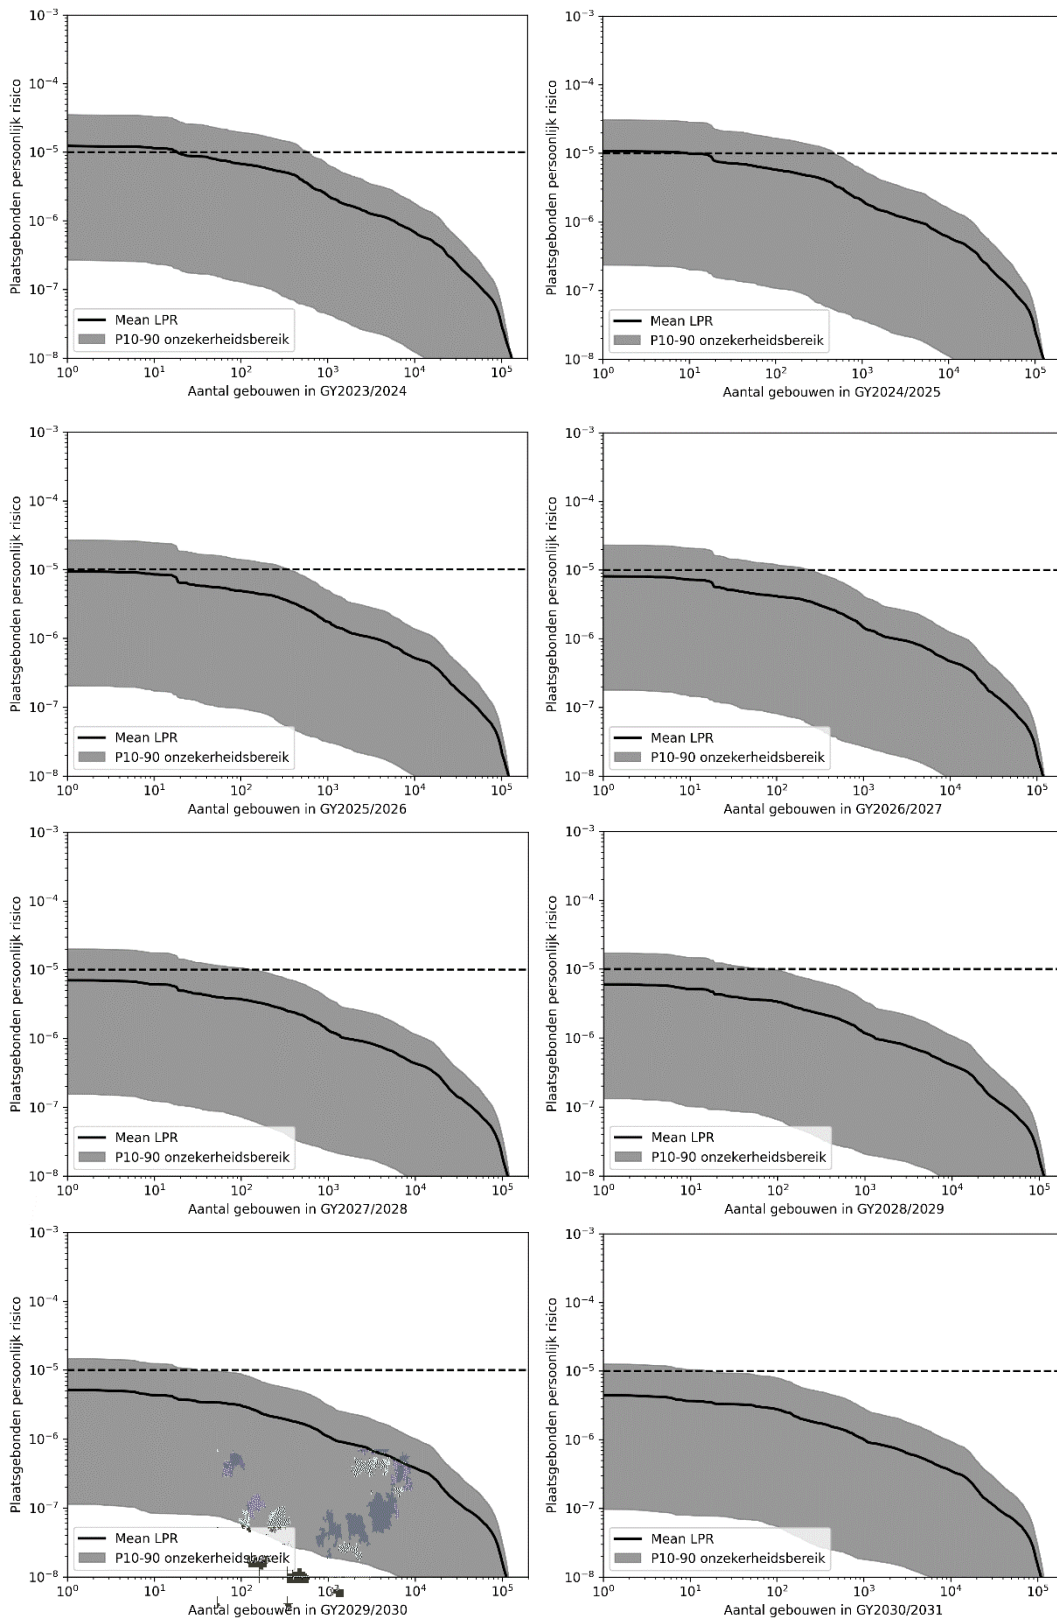 10⁻³
10⁻⁴
10⁻⁵
10⁻⁶
10⁻⁷
10⁻⁸
Plaatsgebonden persoonlijk risico
Mean LPR
P10-90 onzekerheidsbereik
10⁰ 10¹ 10² 10³ 10⁴ 10⁵
Aantal gebouwen in GY2023/2024
10⁻³
10⁻⁴
10⁻⁵
10⁻⁶
10⁻⁷
10⁻⁸
Plaatsgebonden persoonlijk risico
Mean LPR
P10-90 onzekerheidsbereik
10⁰ 10¹ 10² 10³ 10⁴ 10⁵
Aantal gebouwen in GY2024/2025
10⁻³
10⁻⁴
10⁻⁵
10⁻⁶
10⁻⁷
10⁻⁸
Plaatsgebonden persoonlijk risico
Mean LPR
P10-90 onzekerheidsbereik
10⁰ 10¹ 10² 10³ 10⁴ 10⁵
Aantal gebouwen in GY2025/2026
10⁻³
10⁻⁴
10⁻⁵
10⁻⁶
10⁻⁷
10⁻⁸
Plaatsgebonden persoonlijk risico
Mean LPR
P10-90 onzekerheidsbereik
10⁰ 10¹ 10² 10³ 10⁴ 10⁵
Aantal gebouwen in GY2026/2027
10⁻³
10⁻⁴
10⁻⁵
10⁻⁶
10⁻⁷
10⁻⁸
Plaatsgebonden persoonlijk risico
Mean LPR
P10-90 onzekerheidsbereik
10⁰ 10¹ 10² 10³ 10⁴ 10⁵
Aantal gebouwen in GY2027/2028
10⁻³
10⁻⁴
10⁻⁵
10⁻⁶
10⁻⁷
10⁻⁸
Plaatsgebonden persoonlijk risico
Mean LPR
P10-90 onzekerheidsbereik
10⁰ 10¹ 10² 10³ 10⁴ 10⁵
Aantal gebouwen in GY2028/2029
10⁻³
10⁻⁴
10⁻⁵
10⁻⁶
10⁻⁷
10⁻⁸
Plaatsgebonden persoonlijk risico
Mean LPR
P10-90 onzekerheidsbereik
10⁰ 10¹ 10² 10⁴ 10⁵
Aantal gebouwen in GY2029/2030
10⁻³
10⁻⁴
10⁻⁵
10⁻⁶
10⁻⁷
10⁻⁸
Plaatsgebonden persoonlijk risico
Mean LPR
P10-90 onzekerheidsbereik
10⁰ 10¹ 10² 10³ 10⁴ 10⁵
Aantal gebouwen in GY2030/2031